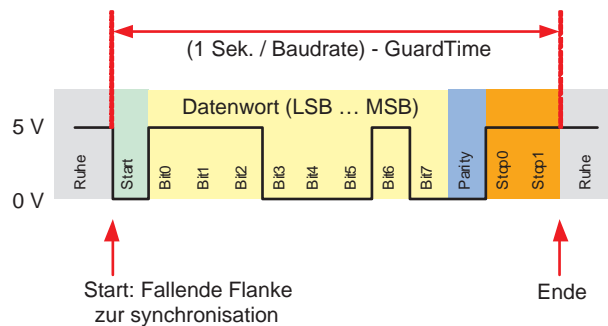 (1 Sek. / Baudrate) - GuardTime
Datenwort (LSB … MSB)
5 V
0 V
Ruhe
Start
Bit0
Bit1
Bit2
Bit3
Bit4
Bit5
Bit6
Bit7
Parity
Stop0
Stop1
Ruhe
Start: Fallende Flanke
zur synchronisation
Ende